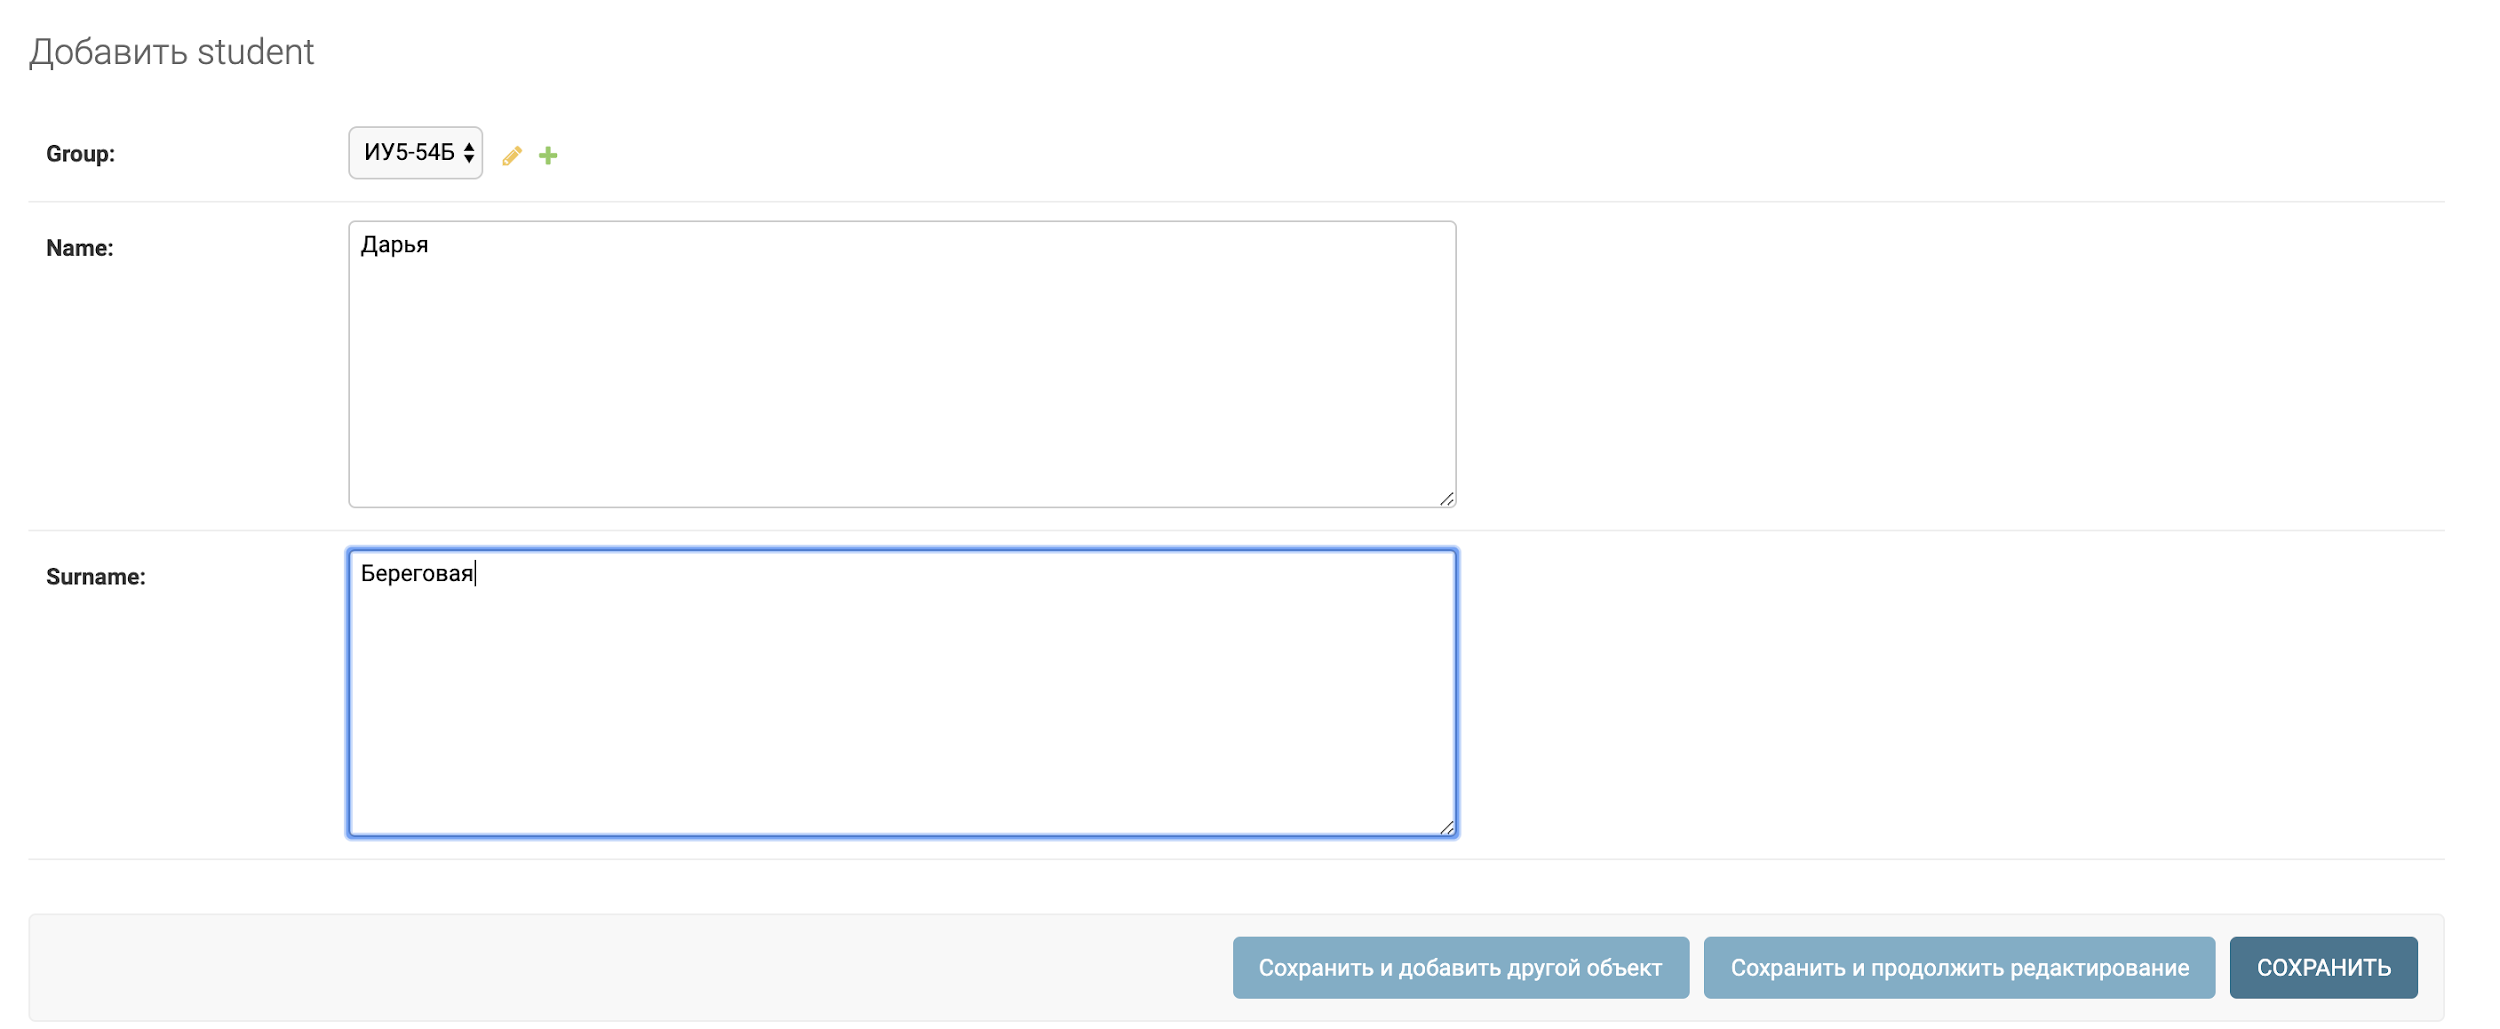 Добавить student
Group:
ИУ5-54Б
Name:
Дарья
Surname:
Береговая
Сохранить и добавить другой объект
Сохранить и продолжить редактирование
СОХРАНИТЬ